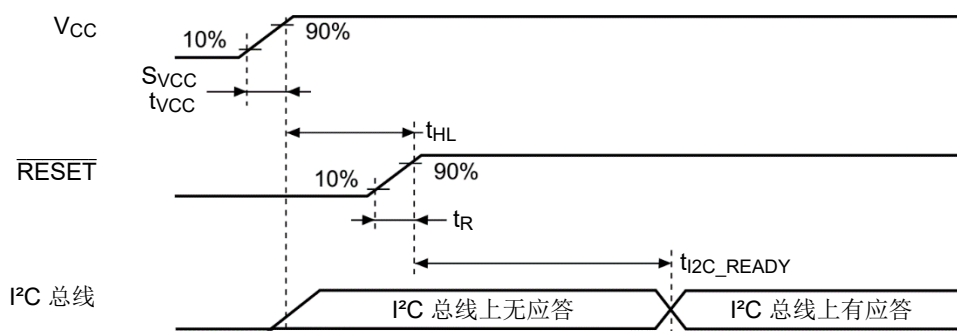 VCC
10%
90%
SVCC
tVCC
tHL
RESET
10%
90%
tR
tI2C_READY
I²C 总线
I²C 总线上无应答
I²C 总线上有应答